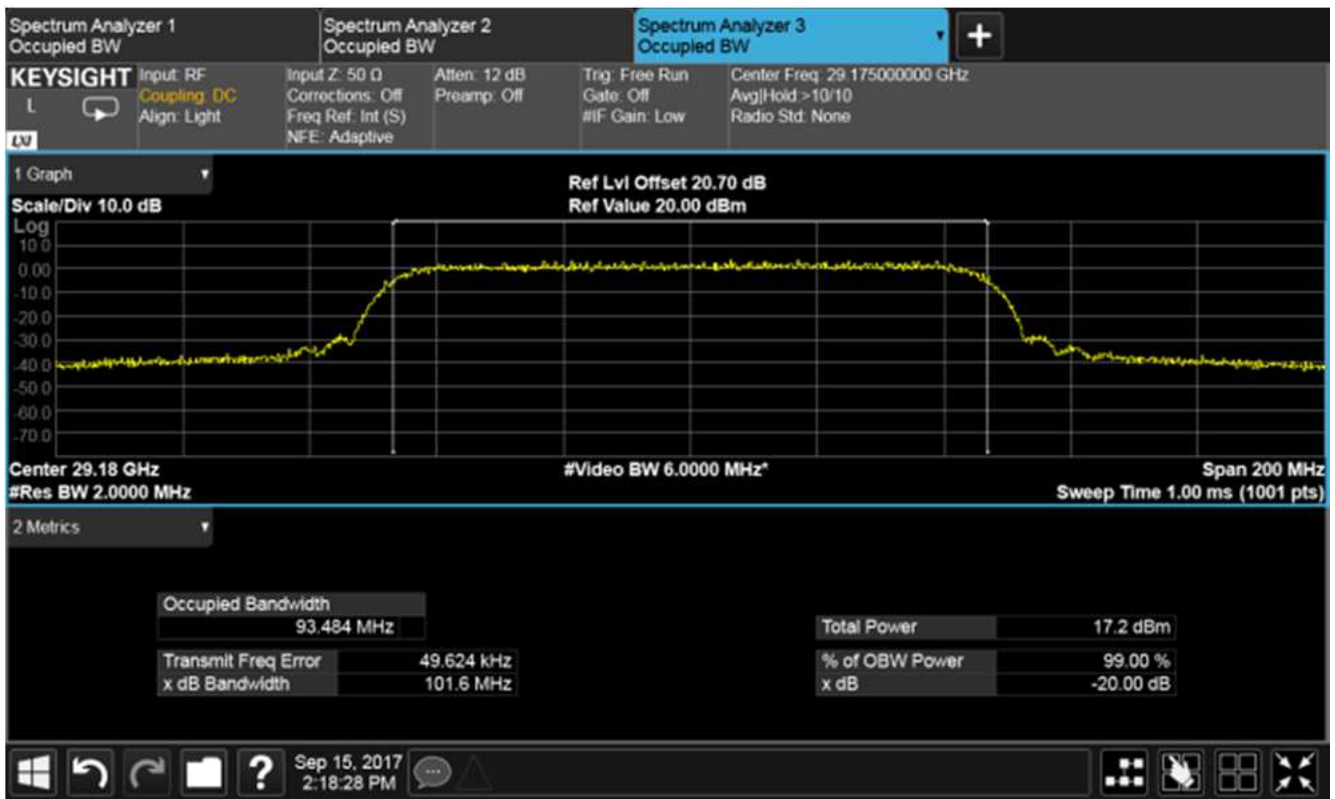 Spectrum Analyzer 1
Occupied BW
Spectrum Analyzer 2
Occupied BW
Spectrum Analyzer 3
Occupied BW
+
KEYSIGHT
L
LXI
Input: RF
Coupling: DC
Align: Light
Input Z: 50 Ω
Corrections: Off
Freq Ref: Int (S)
NFE: Adaptive
Atten: 12 dB
Preamp: Off
Trig: Free Run
Gate: Off
#IF Gain: Low
Center Freq: 29.175000000 GHz
Avg|Hold:>10/10
Radio Std: None
1 Graph
Scale/Div 10.0 dB
Ref Lvl Offset 20.70 dB
Ref Value 20.00 dBm
Log
10.0
0.00
-10.0
-20.0
-30.0
-40.0
-50.0
-60.0
-70.0
Center 29.18 GHz
#Res BW 2.0000 MHz
#Video BW 6.0000 MHz*
Span 200 MHz
Sweep Time 1.00 ms (1001 pts)
2 Metrics
Occupied Bandwidth
93.484 MHz
Transmit Freq Error 49.624 kHz
x dB Bandwidth 101.6 MHz
Total Power 17.2 dBm
% of OBW Power 99.00 %
x dB -20.00 dB
?
Sep 15, 2017
2:18:28 PM